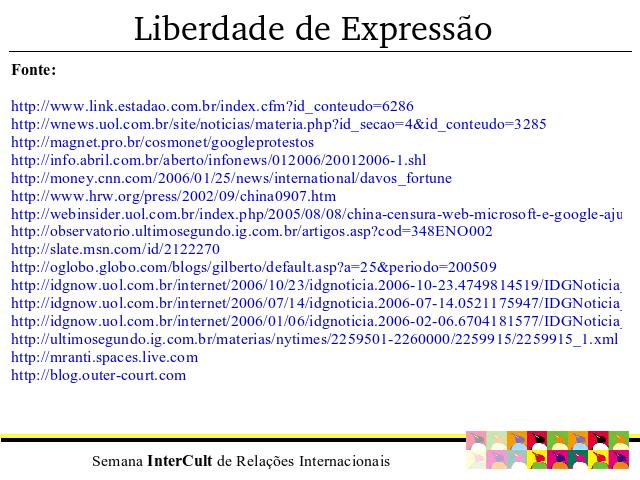 Liberdade de Expressão
Fonte:
http://www.link.estadao.com.br/index.cfm?id_conteudo=6286
http://wnews.uol.com.br/site/noticias/materia.php?id_secao=4&id_conteudo=3285
http://magnet.pro.br/cosmonet/googleprotestos
http://info.abril.com.br/aberto/infonews/012006/20012006-1.shl
http://money.cnn.com/2006/01/25/news/international/davos_fortune
http://www.hrw.org/press/2002/09/china0907.htm
http://webinsider.uol.com.br/index.php/2005/08/08/china-censura-web-microsoft-e-google-aju
http://observatorio.ultimosegundo.ig.com.br/artigos.asp?cod=348ENO002
http://slate.msn.com/id/2122270
http://oglobo.globo.com/blogs/gilberto/default.asp?a=25&periodo=200509
http://idgnow.uol.com.br/internet/2006/10/23/idgnoticia.2006-10-23.4749814519/IDGNoticia_
http://idgnow.uol.com.br/internet/2006/07/14/idgnoticia.2006-07-14.0521175947/IDGNoticia_
http://idgnow.uol.com.br/internet/2006/01/06/idgnoticia.2006-02-06.6704181577/IDGNoticia_
http://ultimosegundo.ig.com.br/materias/nytimes/2259501-2260000/2259915/2259915_1.xml
http://mranti.spaces.live.com
http://blog.outer-court.com
Semana InterCult de Relações Internacionais